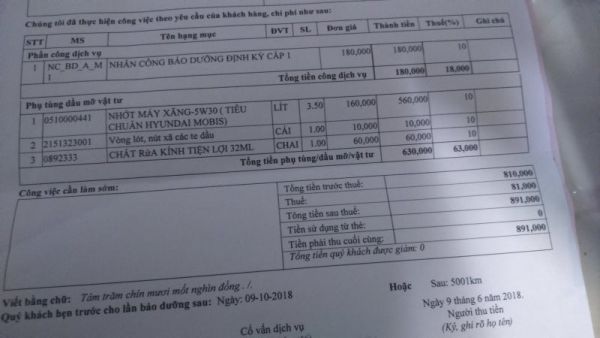 Chúng tôi đã thực hiện công việc theo yêu cầu của khách hàng, chi phí như sau:
STT MS Tên hạng mục ĐVT SL Đơn giá Thành tiền Thuế(%) Ghi chú
Phần công dịch vụ
1 NC_BD_A_M1 NHÂN CÔNG BẢO DƯỠNG ĐỊNH KỲ CẤP 1 180,000 180,000 10
Tổng tiền công dịch vụ 180,000 18,000
Phụ tùng dầu mỡ vật tư
1 0510000441 NHỚT MÁY XĂNG-5W30 ( TIÊU CHUẨN HYUNDAI MOBIS) LÍT 3.50 160,000 560,000 10
2 2151323001 Vòng lót, nút xả các te dầu CÁI 1.00 10,000 10,000 10
3 0892333 CHẤT RỬA KÍNH TIỆN LỢI 32ML CHAI 1.00 60,000 60,000 10
Tổng tiền phụ tùng/dầu mỡ/vật tư 630,000 63,000
Công việc cần làm sớm:
Tổng tiền trước thuế: 810,000
Thuế: 81,000
Tổng tiền sau thuế: 891,000
Tiền sử dụng từ thẻ: 0
Tiền phải thu cuối cùng: 891,000
Tổng tiền quý khách được giảm: 0
Viết bằng chữ: Tám trăm chín mươi mốt nghìn đồng ./.
Quý khách hẹn trước cho lần bảo dưỡng sau: Ngày: 09-10-2018 Hoặc Sau: 5001km
Ngày 9 tháng 6 năm 2018.
Cố vấn dịch vụ Người thu tiền
(Ký, ghi rõ họ tên)